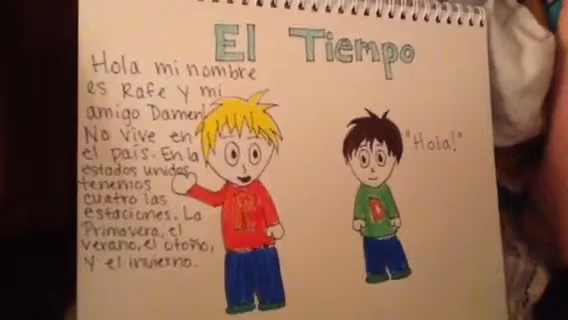 El Tiempo
Hola mi nombre
es Rafe y mi
amigo Damen
No vive en
el país. En la
estados unidos
tenemos
cuatro las
estaciones. La
Primavera, el
verano, el otoño,
y el invierno.
"Hola!"
R
D